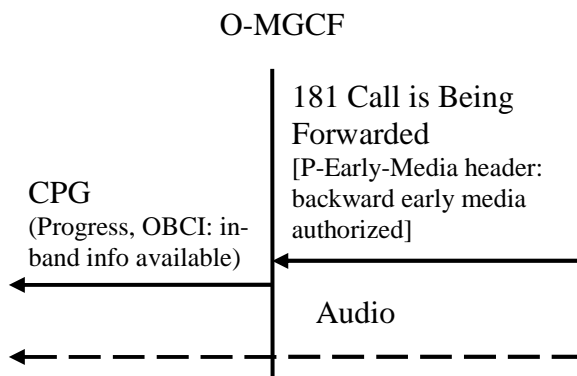 O-MGCF
181 Call is Being
Forwarded
[P-Early-Media header:
backward early media
authorized]
CPG
(Progress, OBCI: in-
band info available)
Audio